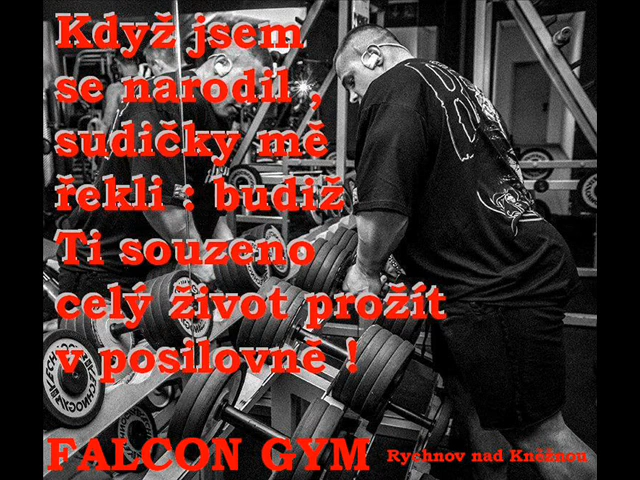 Když jsem
se narodil ,
sudičky mě
řekli : budiž
Ti souzeno
celý život prožít
v posilovně !
FALCON GYM
Rychnov nad Kněžnou
TECHNOGYM